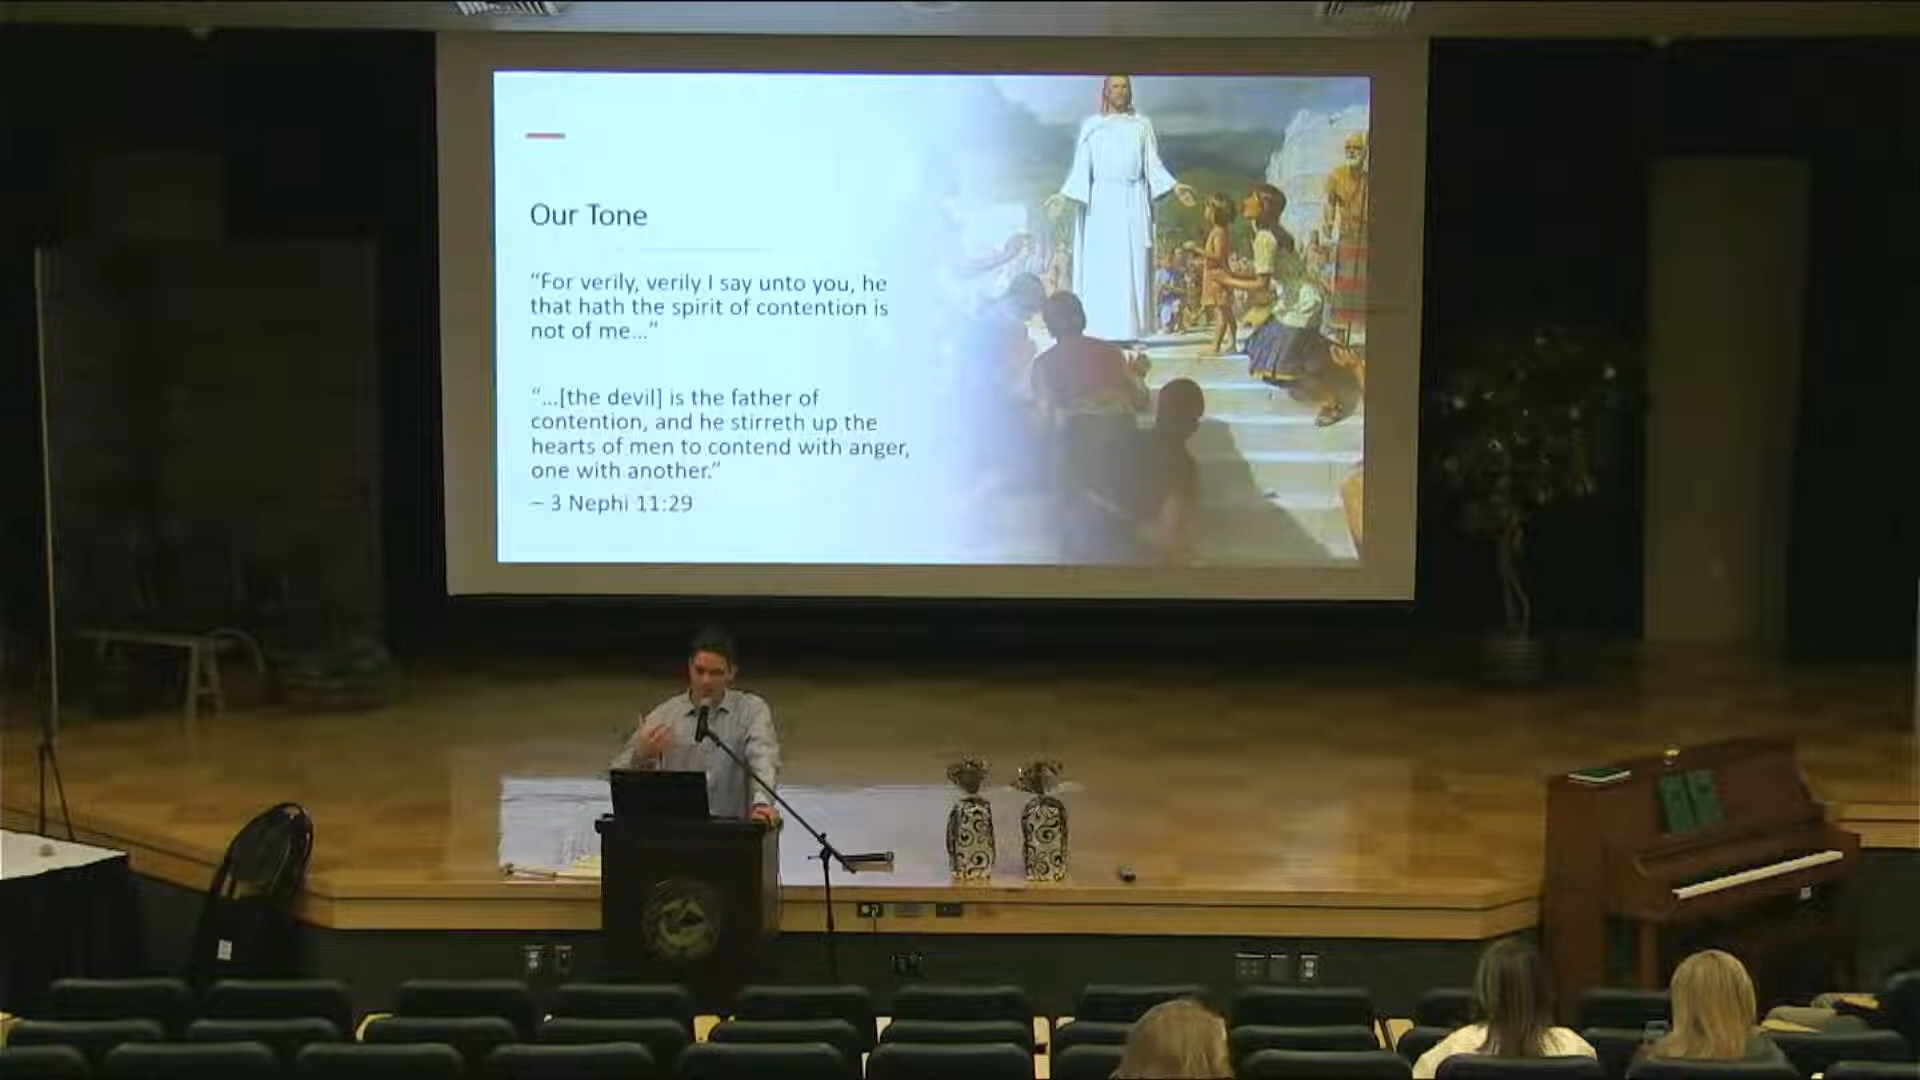 Our Tone
“For verily, verily I say unto you, he
that hath the spirit of contention is
not of me...”
“...[the devil] is the father of
contention, and he stirreth up the
hearts of men to contend with anger,
one with another.”
– 3 Nephi 11:29